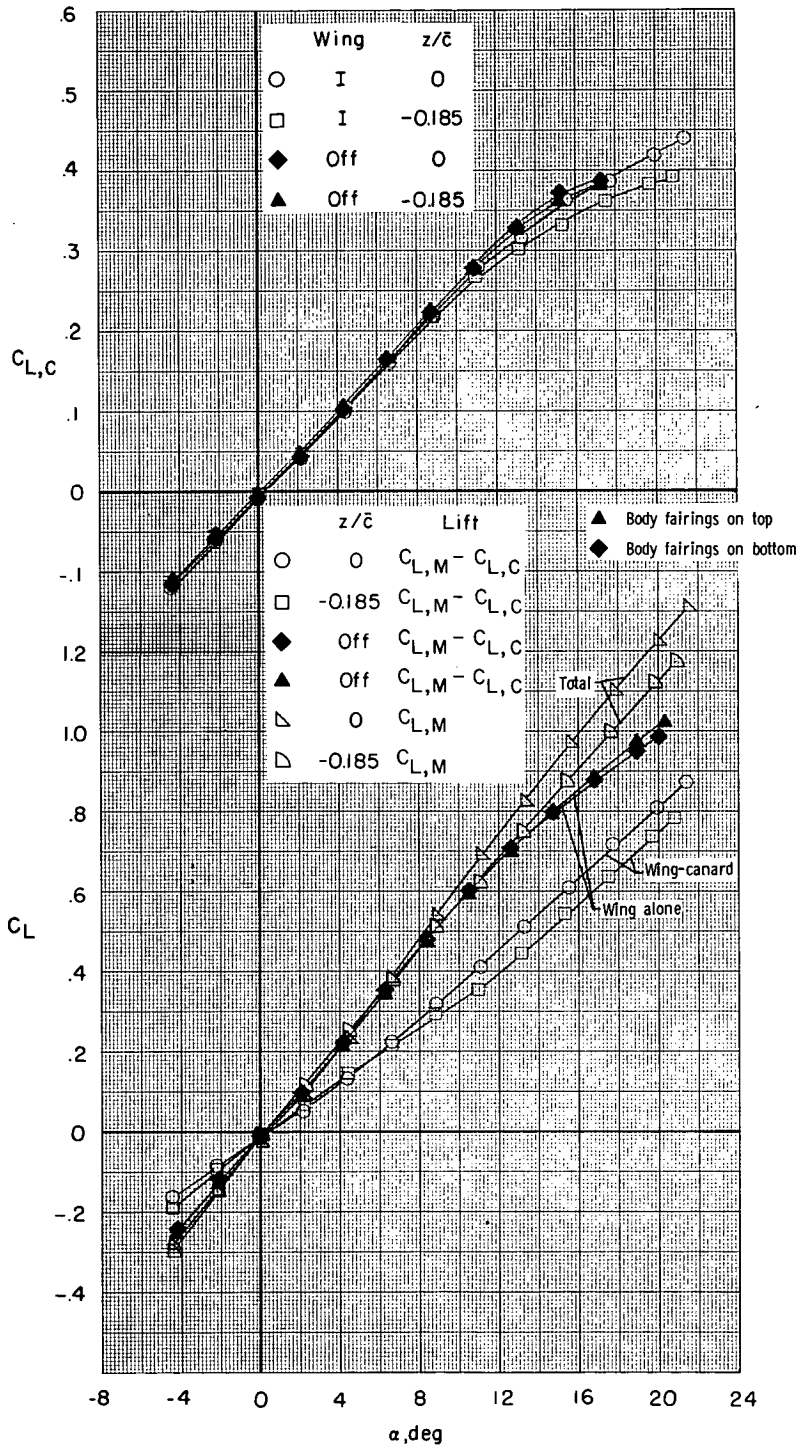 .6
.5
.4
.3
.2
.1
0
-.1
C_L,C
Wing z/c̄
I 0
I -0.185
Off 0
Off -0.185
z/c̄ Lift
0 C_L,M – C_L,C
-0.185 C_L,M – C_L,C
Off C_L,M – C_L,C
Off C_L,M – C_L,C
0 C_L,M
-0.185 C_L,M
Body fairings on top
Body fairings on bottom
1.2
1.0
.8
.6
.4
.2
0
-.2
-.4
C_L
Total
Wing-canard
Wing alone
-8 -4 0 4 8 12 16 20 24
α,deg